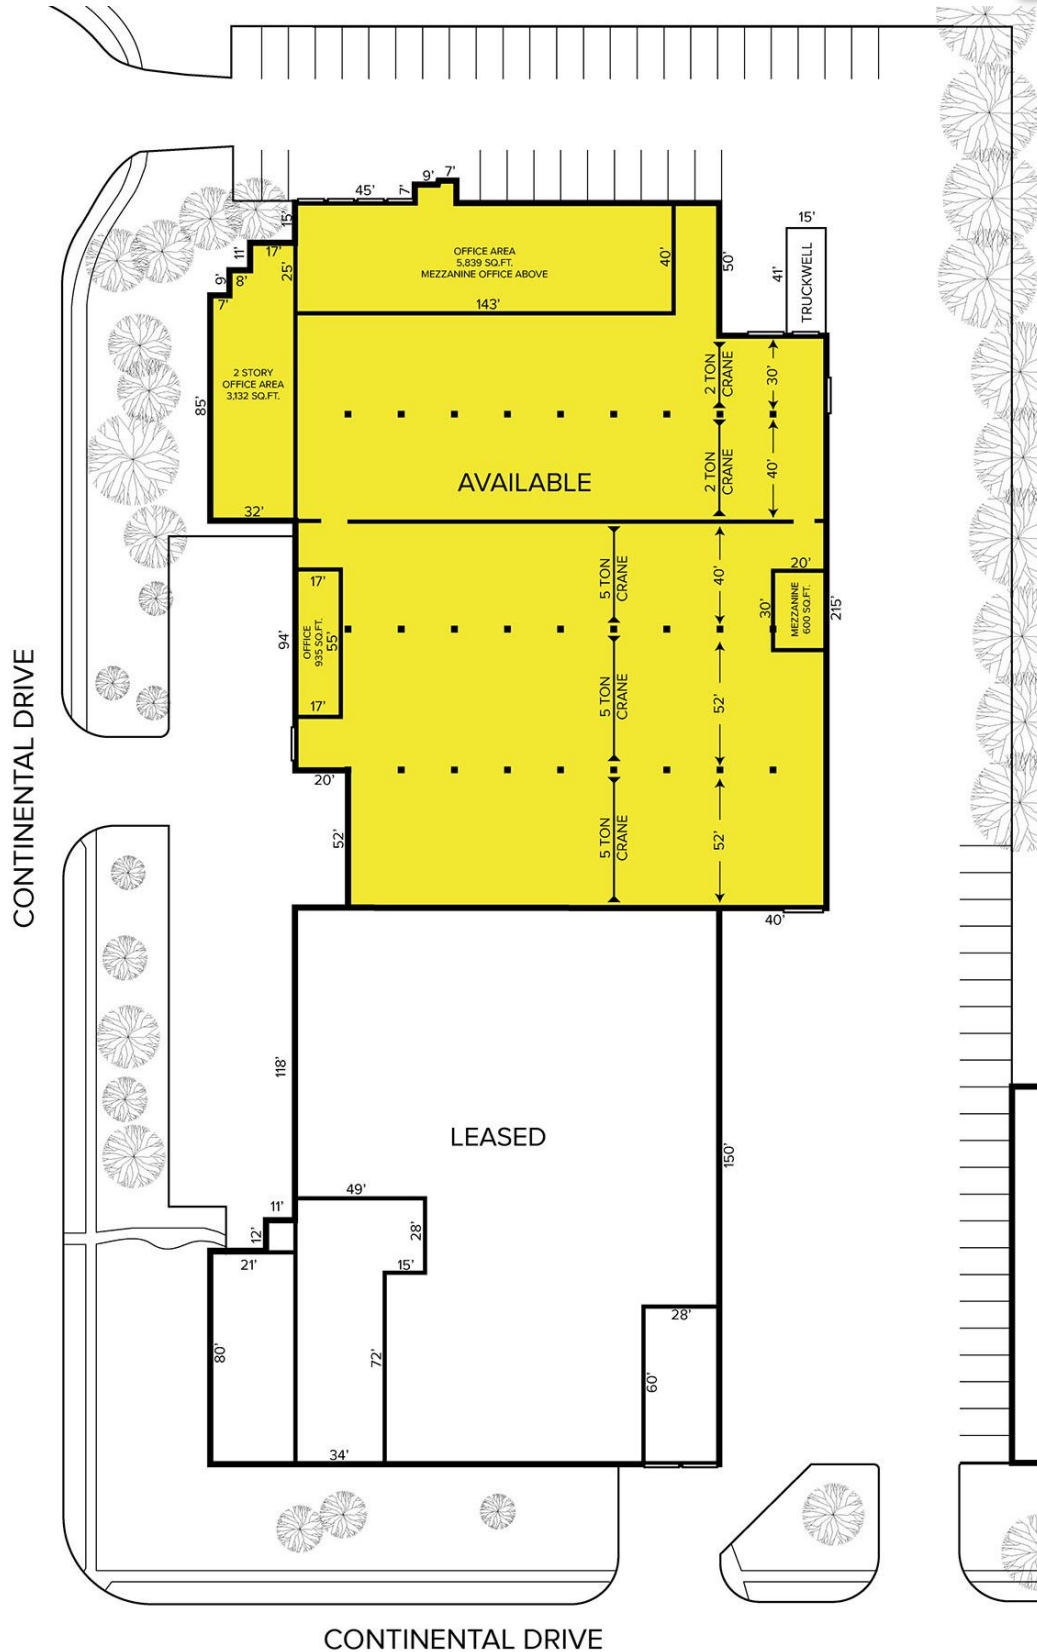 45'
7'
9'
7'
15'
17'
25'
11'
8'
9'
7'
OFFICE AREA
5,839 SQ.FT.
MEZZANINE OFFICE ABOVE
40'
143'
50'
15'
41'
TRUCKWELL
2 STORY
OFFICE AREA
3,132 SQ.FT.
85'
32'
2 TON
CRANE
30'
2 TON
CRANE
40'
AVAILABLE
17'
OFFICE
935 SQ.FT.
55'
17'
94'
5 TON
CRANE
40'
20'
30'
MEZZANINE
600 SQ.FT.
215'
5 TON
CRANE
52'
20'
52'
5 TON
CRANE
52'
40'
CONTINENTAL DRIVE
118'
LEASED
150'
49'
28'
15'
11'
12'
21'
80'
72'
34'
28'
60'
CONTINENTAL DRIVE